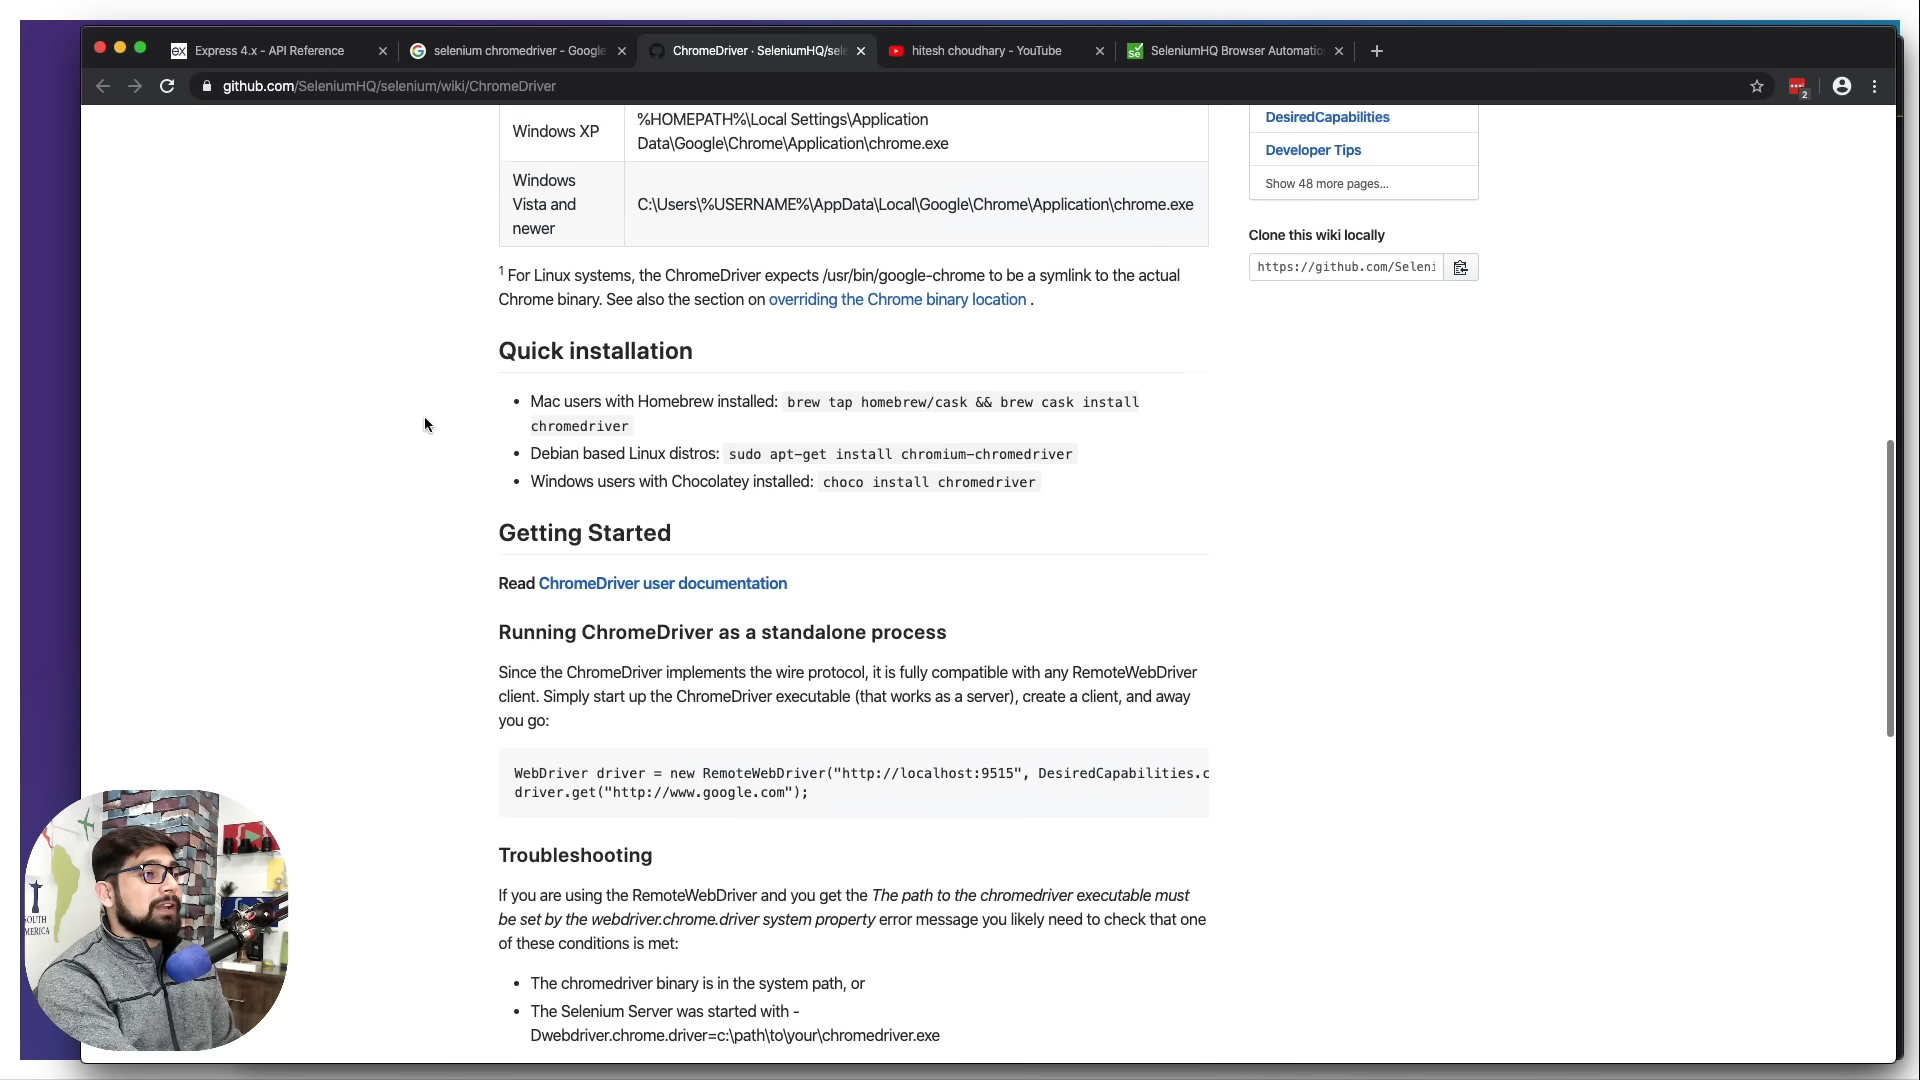 Express 4.x - API Reference
selenium chromedriver - Google
ChromeDriver · SeleniumHQ/sele
hitesh choudhary - YouTube
SeleniumHQ Browser Automatio
github.com/SeleniumHQ/selenium/wiki/ChromeDriver
2
Windows XP
%HOMEPATH%\Local Settings\Application
Data\Google\Chrome\Application\chrome.exe
Windows
Vista and
newer
C:\Users\%USERNAME%\AppData\Local\Google\Chrome\Application\chrome.exe
1 For Linux systems, the ChromeDriver expects /usr/bin/google-chrome to be a symlink to the actual
Chrome binary. See also the section on overriding the Chrome binary location .
Quick installation
• Mac users with Homebrew installed: brew tap homebrew/cask && brew cask install
chromedriver
• Debian based Linux distros: sudo apt-get install chromium-chromedriver
• Windows users with Chocolatey installed: choco install chromedriver
Getting Started
Read ChromeDriver user documentation
Running ChromeDriver as a standalone process
Since the ChromeDriver implements the wire protocol, it is fully compatible with any RemoteWebDriver
client. Simply start up the ChromeDriver executable (that works as a server), create a client, and away
you go:
WebDriver driver = new RemoteWebDriver("http://localhost:9515", DesiredCapabilities.c
driver.get("http://www.google.com");
Troubleshooting
If you are using the RemoteWebDriver and you get the The path to the chromedriver executable must
be set by the webdriver.chrome.driver system property error message you likely need to check that one
of these conditions is met:
• The chromedriver binary is in the system path, or
• The Selenium Server was started with -
Dwebdriver.chrome.driver=c:\path\to\your\chromedriver.exe
DesiredCapabilities
Developer Tips
Show 48 more pages...
Clone this wiki locally
https://github.com/Seleni
SOUTH
AMERICA